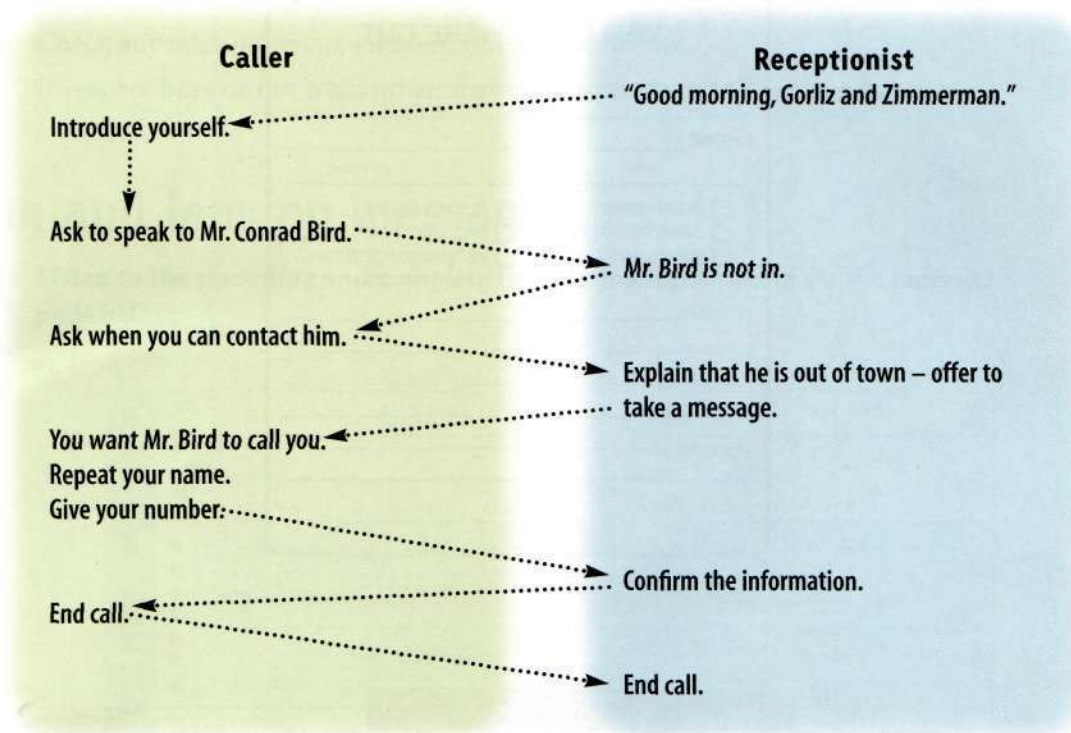 Caller
Receptionist
"Good morning, Gorliz and Zimmerman."
Introduce yourself.
Ask to speak to Mr. Conrad Bird.
Mr. Bird is not in.
Ask when you can contact him.
Explain that he is out of town – offer to
take a message.
You want Mr. Bird to call you.
Repeat your name.
Give your number.
Confirm the information.
End call.
End call.